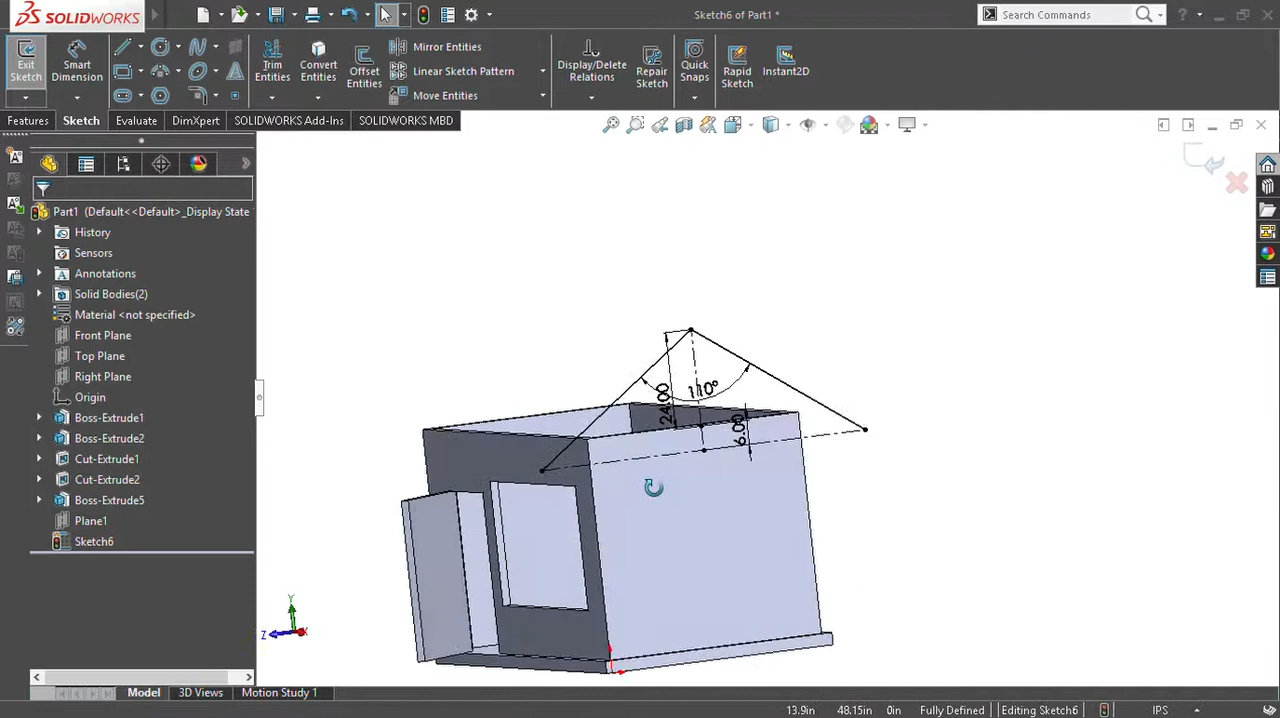 SOLIDWORKS
Sketch6 of Part1 *
Search Commands
?
Exit Sketch
Smart Dimension
Trim Entities
Convert Entities
Offset Entities
Mirror Entities
Linear Sketch Pattern
Move Entities
Display/Delete Relations
Repair Sketch
Quick Snaps
Rapid Sketch
Instant2D
Features
Sketch
Evaluate
DimXpert
SOLIDWORKS Add-Ins
SOLIDWORKS MBD
Part1 (Default<<Default>_Display State
History
Sensors
Annotations
Solid Bodies(2)
Material <not specified>
Front Plane
Top Plane
Right Plane
Origin
Boss-Extrude1
Boss-Extrude2
Cut-Extrude1
Cut-Extrude2
Boss-Extrude5
Plane1
Sketch6
24.00
110°
6.00
Y
Z
X
Model
3D Views
Motion Study 1
13.9in
48.15in
0in
Fully Defined
Editing Sketch6
IPS